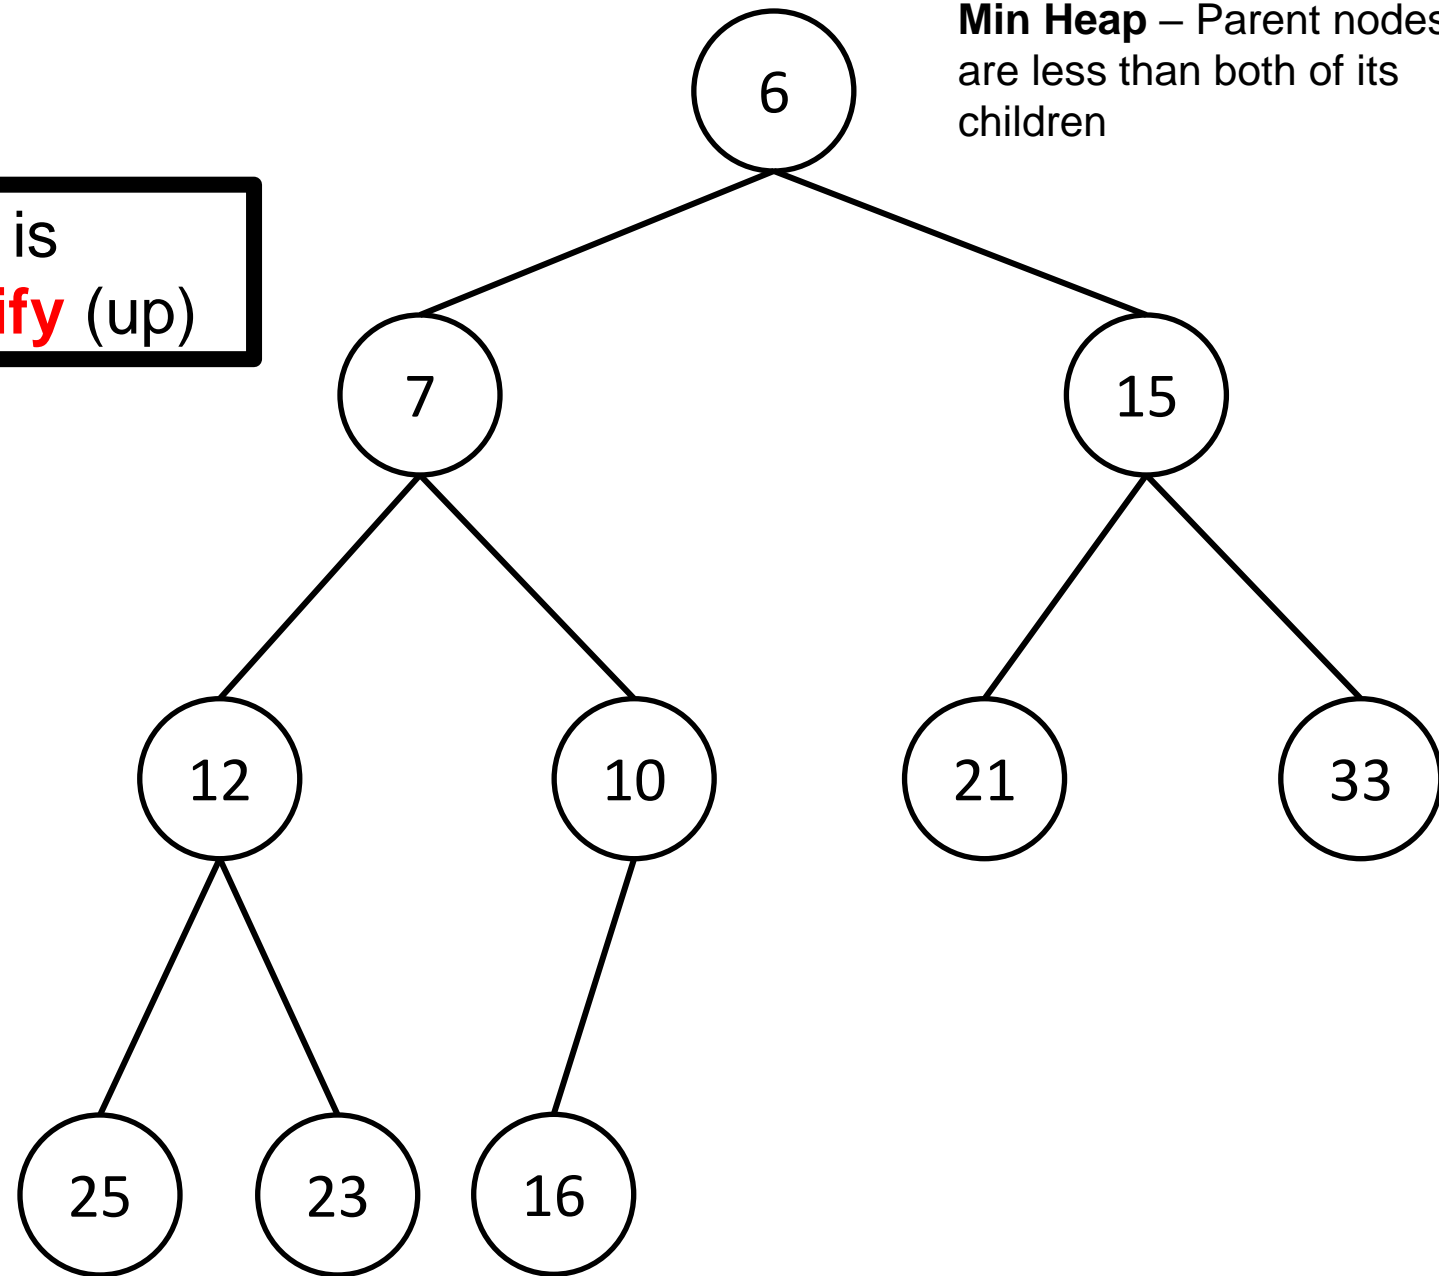 Min Heap – Parent nodes
are less than both of its
children
6
is
ify (up)
7
15
12
10
21
33
25
23
16